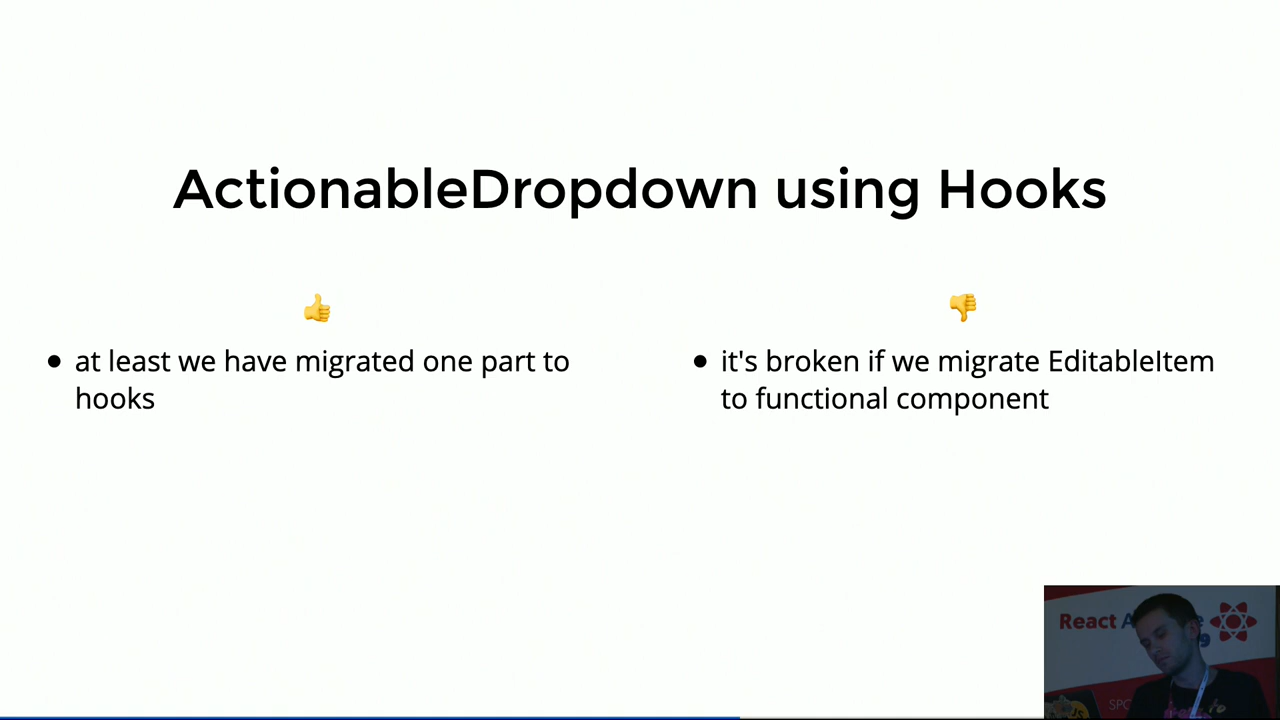 ActionableDropdown using Hooks
👍
👎
• at least we have migrated one part to
hooks
• it's broken if we migrate EditableItem
to functional component
React